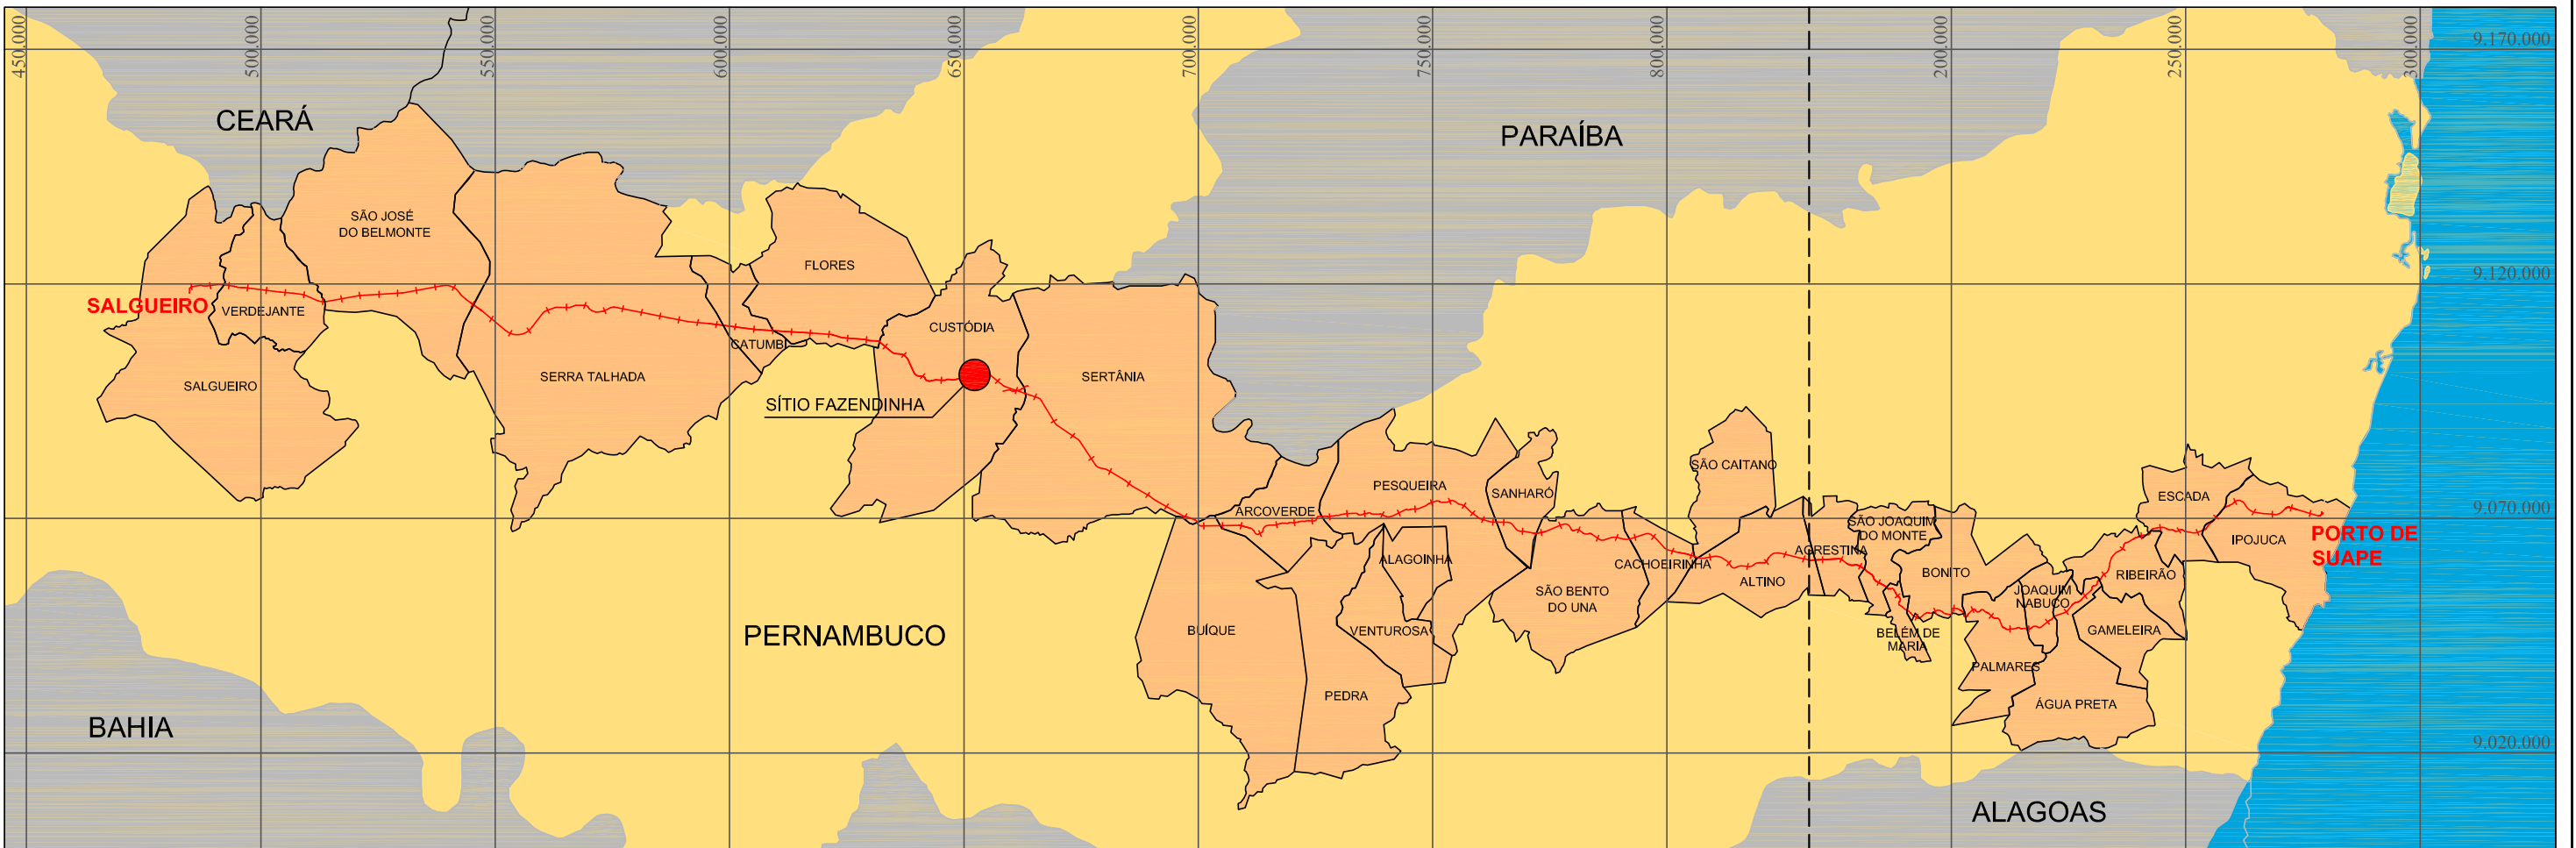 450.000
500.000
550.000
600.000
650.000
700.000
750.000
800.000
200.000
250.000
300.000
9.170.000
CEARÁ
PARAÍBA
SÃO JOSÉ
DO BELMONTE
FLORES
9.120.000
SALGUEIRO
VERDEJANTE
CUSTÓDIA
CATUMBI
SALGUEIRO
SERRA TALHADA
SERTÂNIA
SÍTIO FAZENDINHA
SÃO CAITANO
PESQUEIRA
SANHARÓ
ESCADA
ARCOVERDE
9.070.000
SÃO JOAQUIM
DO MONTE
PORTO DE
SUAPE
IPOJUCA
AGRESTINA
ALAGOINHA
CACHOEIRINHA
ALTINO
BONITO
RIBEIRÃO
SÃO BENTO
DO UNA
JOAQUIM
NABUCO
PERNAMBUCO
BUÍQUE
VENTUROSA
GAMELEIRA
BELÉM DE
MARIA
PALMARES
PEDRA
ÁGUA PRETA
BAHIA
9.020.000
ALAGOAS